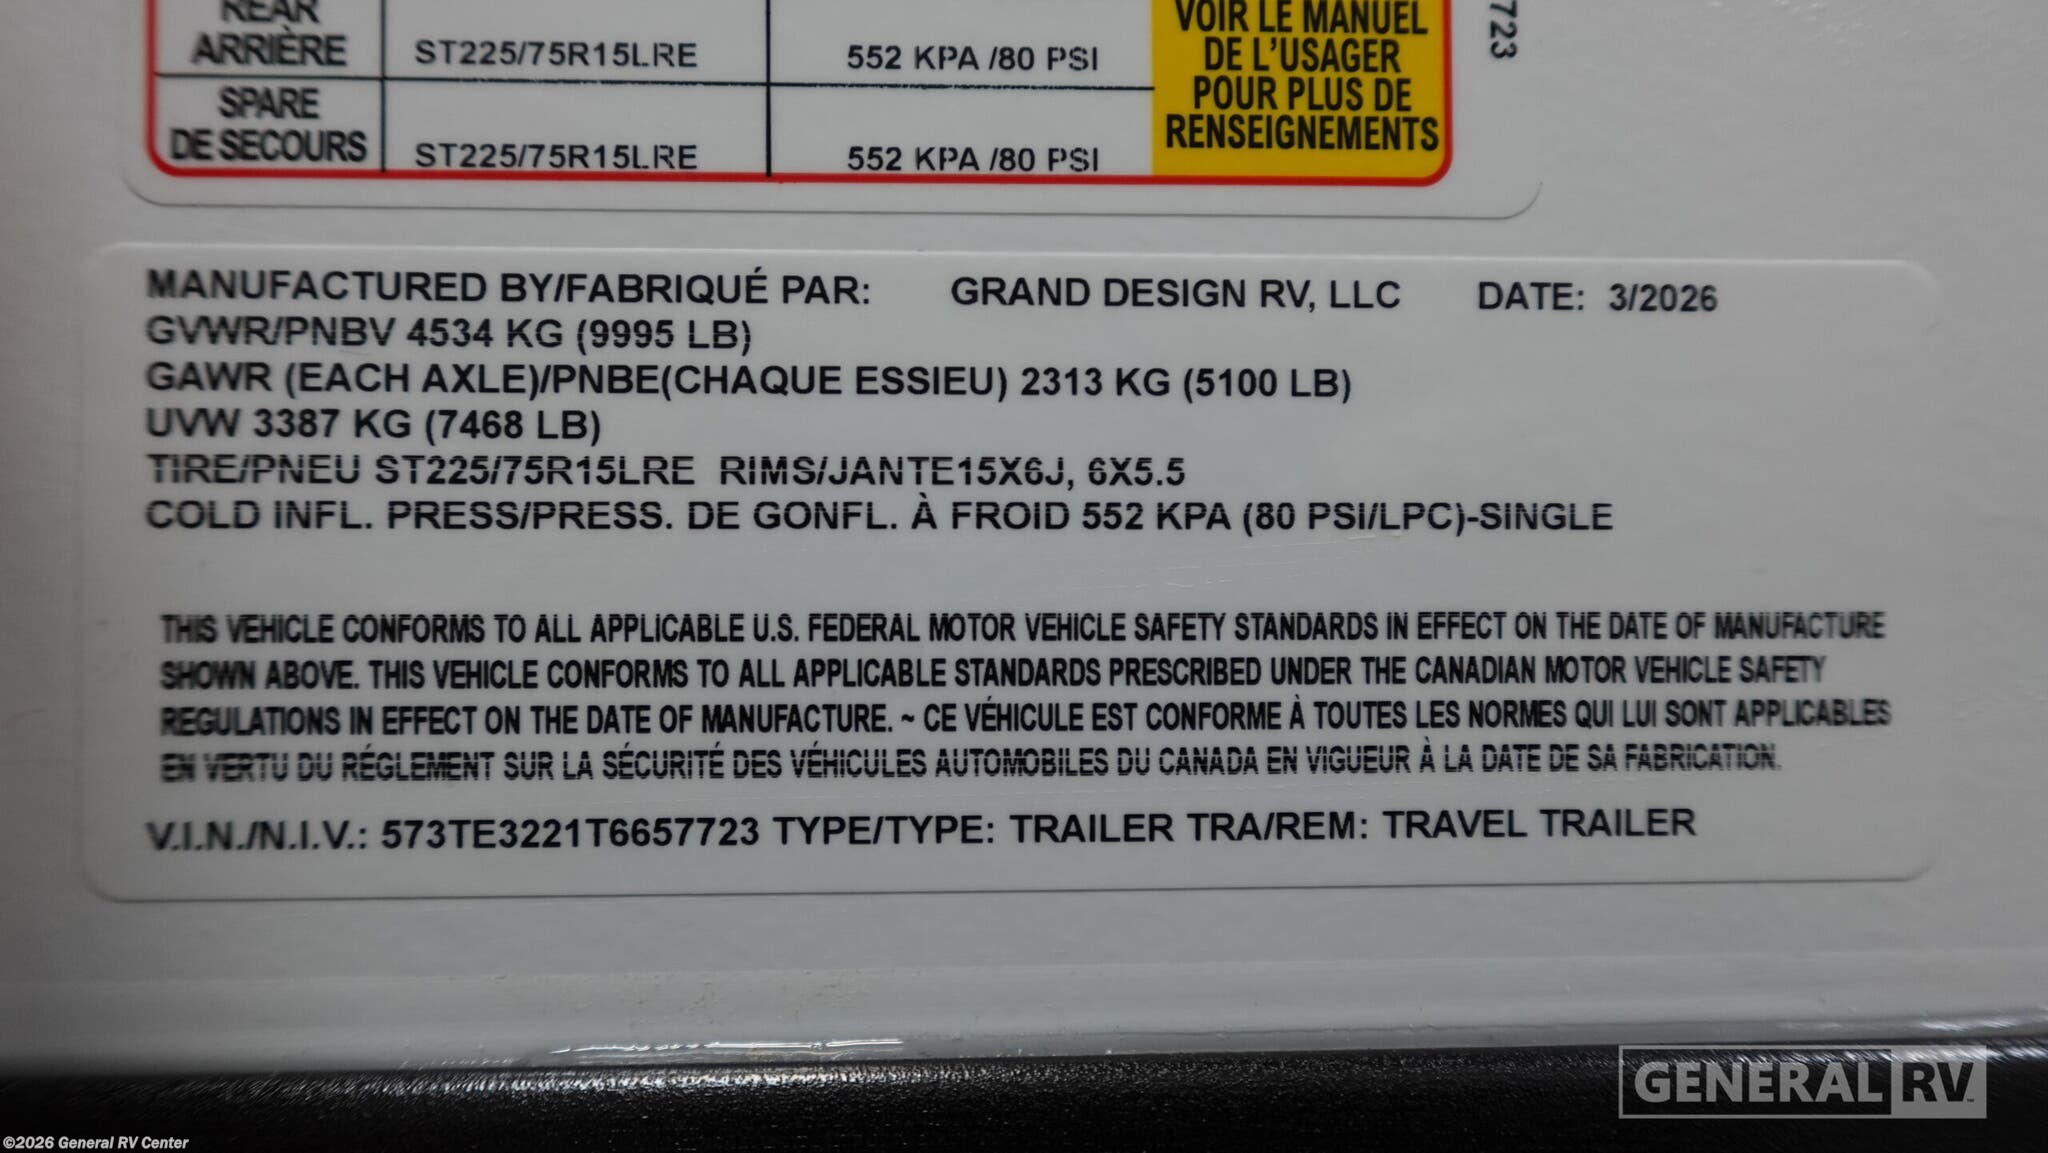 REAR
ARRIÈRE ST225/75R15LRE 552 KPA /80 PSI
SPARE
DE SECOURS ST225/75R15LRE 552 KPA /80 PSI
VOIR LE MANUEL
DE L'USAGER
POUR PLUS DE
RENSEIGNEMENTS
723
MANUFACTURED BY/FABRIQUÉ PAR: GRAND DESIGN RV, LLC DATE: 3/2026
GVWR/PNBV 4534 KG (9995 LB)
GAWR (EACH AXLE)/PNBE(CHAQUE ESSIEU) 2313 KG (5100 LB)
UVW 3387 KG (7468 LB)
TIRE/PNEU ST225/75R15LRE RIMS/JANTE15X6J, 6X5.5
COLD INFL. PRESS/PRESS. DE GONFL. À FROID 552 KPA (80 PSI/LPC)-SINGLE
THIS VEHICLE CONFORMS TO ALL APPLICABLE U.S. FEDERAL MOTOR VEHICLE SAFETY STANDARDS IN EFFECT ON THE DATE OF MANUFACTURE
SHOWN ABOVE. THIS VEHICLE CONFORMS TO ALL APPLICABLE STANDARDS PRESCRIBED UNDER THE CANADIAN MOTOR VEHICLE SAFETY
REGULATIONS IN EFFECT ON THE DATE OF MANUFACTURE. ~ CE VÉHICULE EST CONFORME À TOUTES LES NORMES QUI LUI SONT APPLICABLES
EN VERTU DU RÉGLEMENT SUR LA SÉCURITÉ DES VÉHICULES AUTOMOBILES DU CANADA EN VIGUEUR À LA DATE DE SA FABRICATION.
V.I.N./N.I.V.: 573TE3221T6657723 TYPE/TYPE: TRAILER TRA/REM: TRAVEL TRAILER
GENERAL RV
©2026 General RV Center